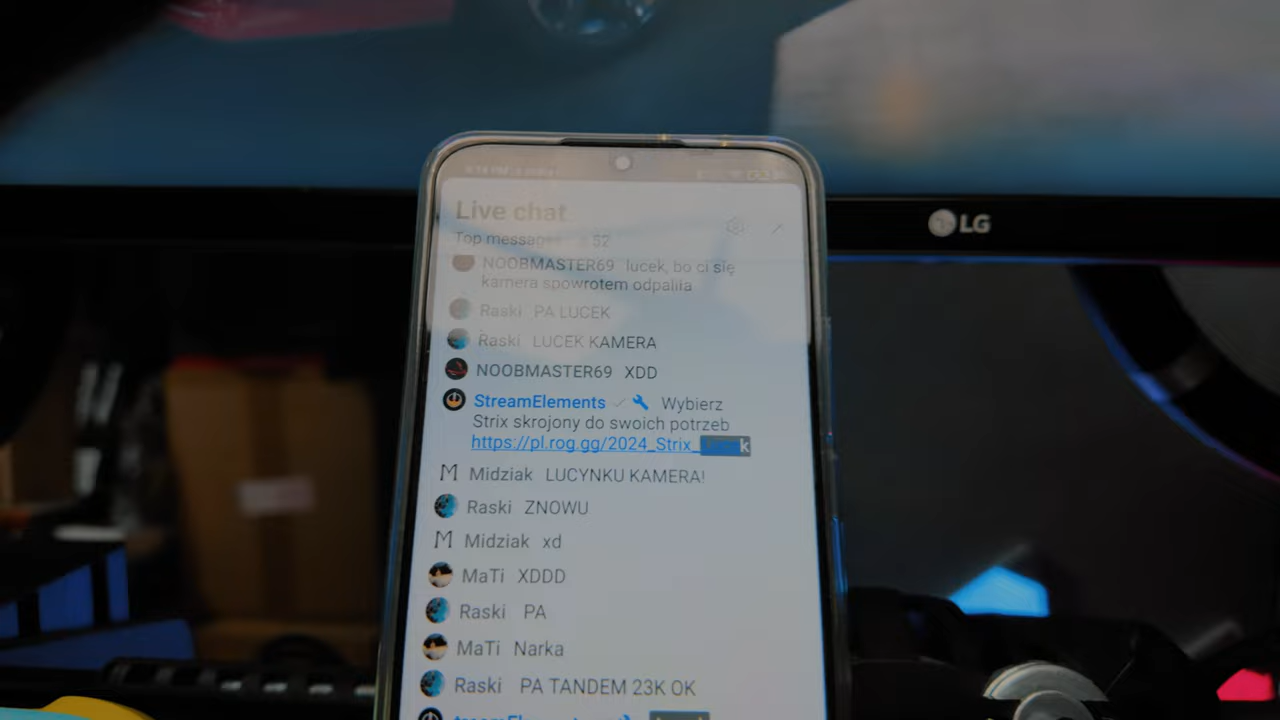 LG
Live chat
52
NOOBMASTER69 lucek, bo ci się
kamera spowrotem odpaliła
Raski PA LUCEK
Raski LUCEK KAMERA
NOOBMASTER69 XDD
StreamElements Wybierz
Strix skrojony do swoich potrzeb
https://pl.rog.gg/2024_Strix_
Midziak LUCYNKU KAMERA!
Raski ZNOWU
Midziak xd
MaTi XDDD
Raski PA
MaTi Narka
Raski PA TANDEM 23K OK